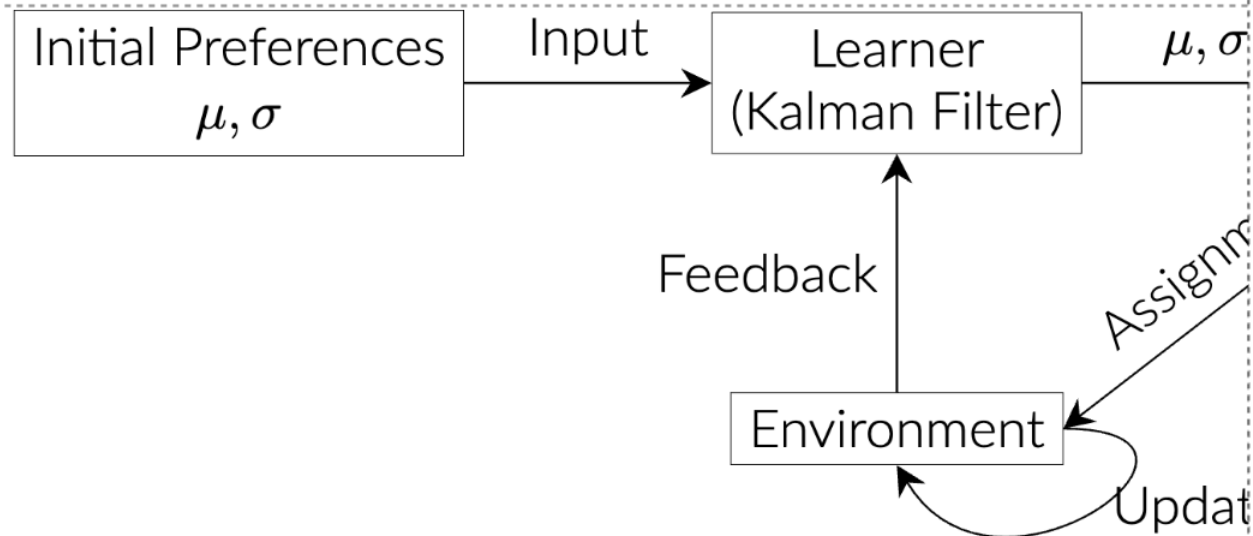 Initial Preferences
μ, σ
Input
Learner
(Kalman Filter)
μ, σ
Feedback
Environment